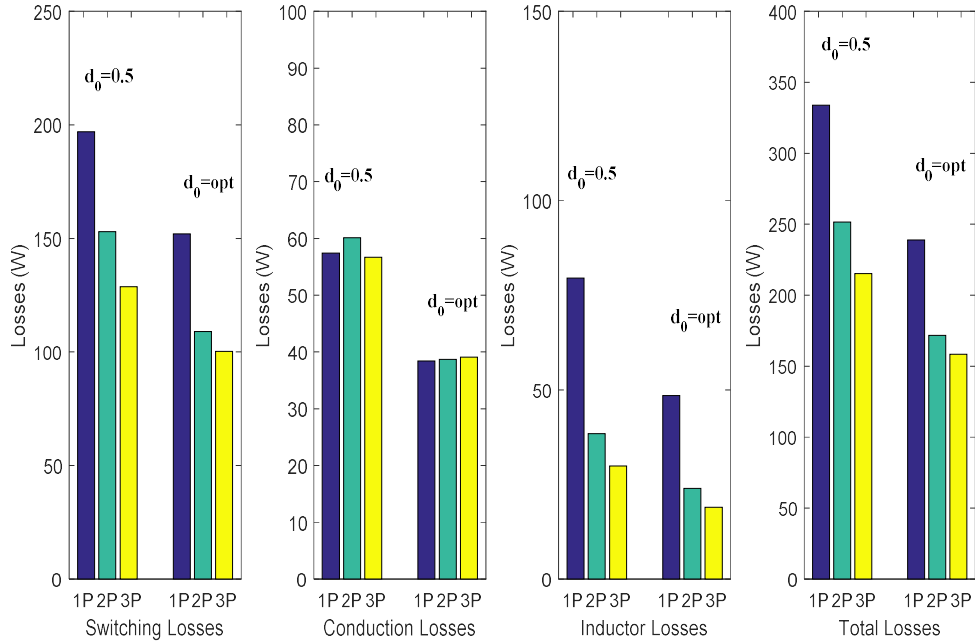 250
200
150
100
50
0
Losses (W)
d0=0.5
d0=opt
1P 2P 3P
1P 2P 3P
Switching Losses
100
90
80
70
60
50
40
30
20
10
0
Losses (W)
d0=0.5
d0=opt
1P 2P 3P
1P 2P 3P
Conduction Losses
150
100
50
0
Losses (W)
d0=0.5
d0=opt
1P 2P 3P
1P 2P 3P
Inductor Losses
400
350
300
250
200
150
100
50
0
Losses (W)
d0=0.5
d0=opt
1P 2P 3P
1P 2P 3P
Total Losses